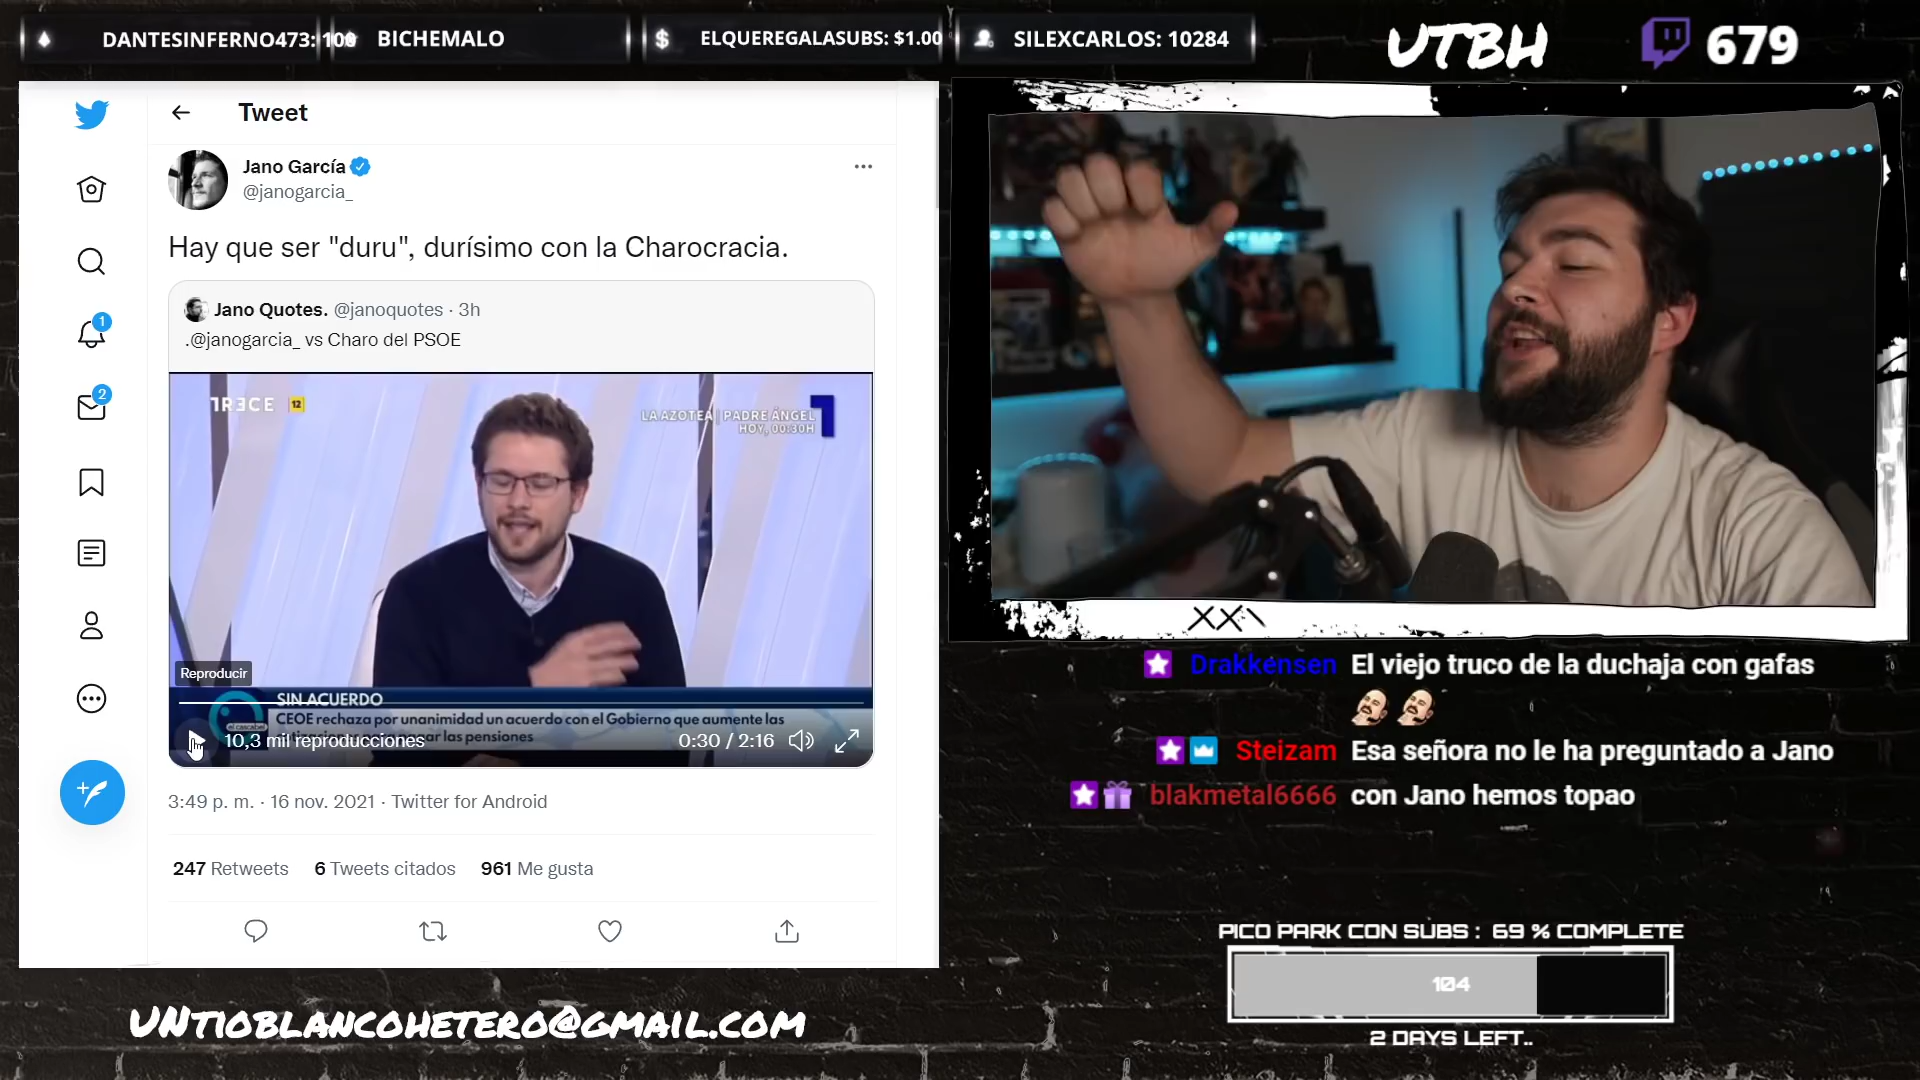 DANTESINFERNO473: 100
BICHEMALO
$ ELQUEREGALASUBS: $1.00
SILEXCARLOS: 10284
UTBH
679
Tweet
Jano García
@janogarcia_
Hay que ser "duru", durísimo con la Charocracia.
Jano Quotes. @janoquotes · 3h
.@janogarcia_ vs Charo del PSOE
TRECE 12
LA AZOTEA | PADRE ÁNGEL
HOY, 00:30H
1
2
Reproducir
SIN ACUERDO
CEOE rechaza por unanimidad un acuerdo con el Gobierno que aumente las
las pensiones
10,3 mil reproducciones
0:30 / 2:16
3:49 p. m. · 16 nov. 2021 · Twitter for Android
247 Retweets 6 Tweets citados 961 Me gusta
Drakkensen El viejo truco de la duchaja con gafas
Steizam Esa señora no le ha preguntado a Jano
blakmetal6666 con Jano hemos topao
PICO PARK CON SUBS : 69 % COMPLETE
104
2 DAYS LEFT..
UNTIOBLANCOHETERO@GMAIL.COM